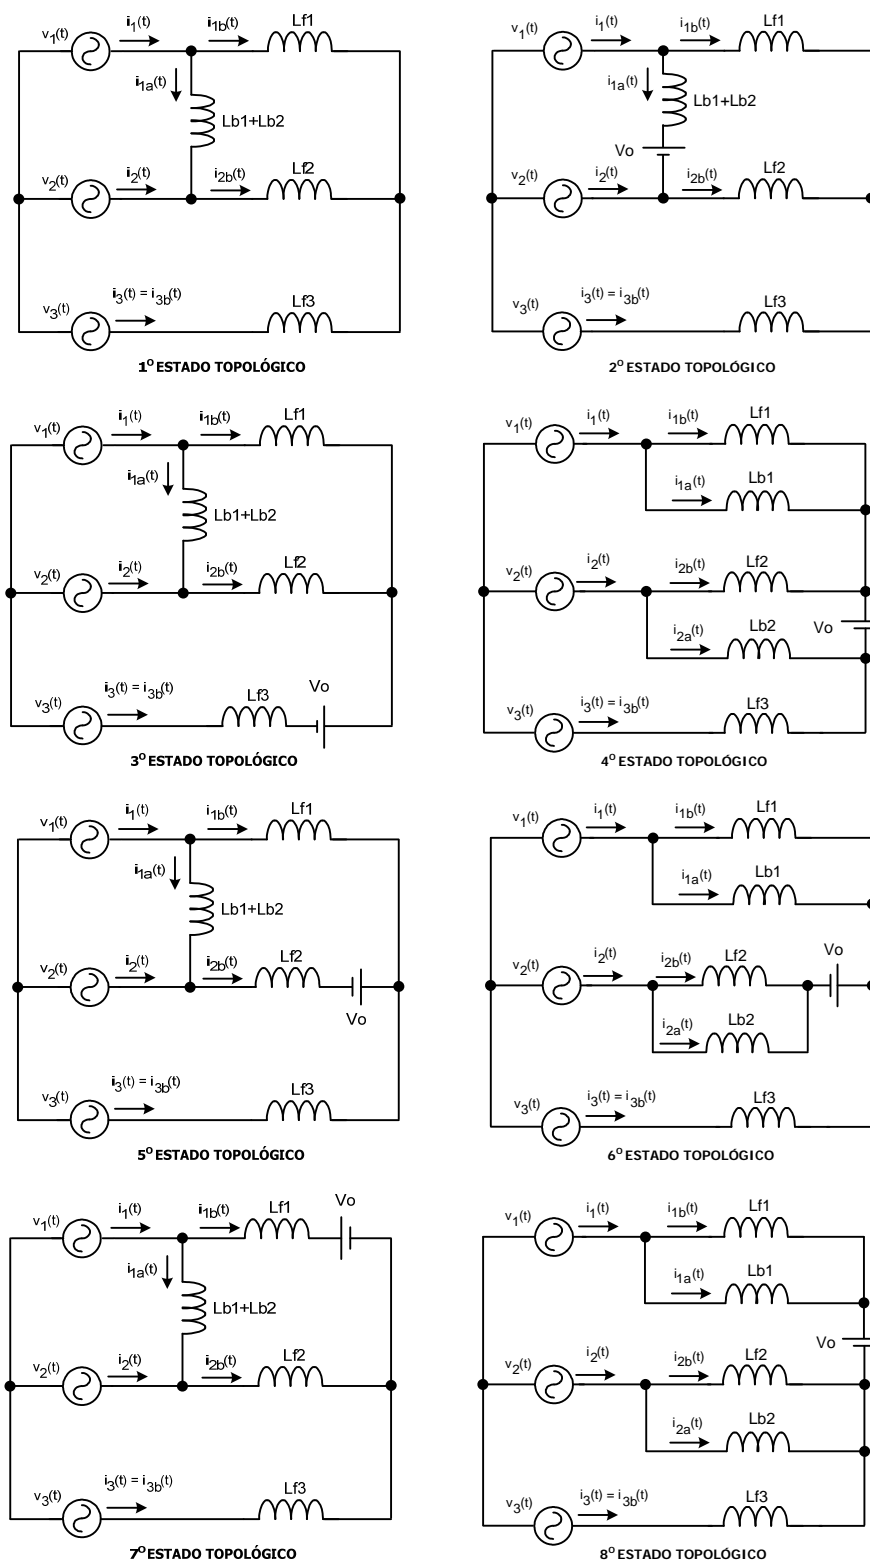 v1(t) i1(t) i1b(t) Lf1
i1a(t)
Lb1+Lb2
v2(t) i2(t) i2b(t) Lf2
v3(t) i3(t) = i3b(t) Lf3
1º ESTADO TOPOLÓGICO
v1(t) i1(t) i1b(t) Lf1
i1a(t)
Lb1+Lb2
Vo
v2(t) i2(t) i2b(t) Lf2
v3(t) i3(t) = i3b(t) Lf3
2º ESTADO TOPOLÓGICO
v1(t) i1(t) i1b(t) Lf1
i1a(t)
Lb1+Lb2
v2(t) i2(t) i2b(t) Lf2
v3(t) i3(t) = i3b(t) Lf3 Vo
3º ESTADO TOPOLÓGICO
v1(t) i1(t) i1b(t) Lf1
i1a(t) Lb1
v2(t) i2(t) i2b(t) Lf2
i2a(t) Lb2 Vo
v3(t) i3(t) = i3b(t) Lf3
4º ESTADO TOPOLÓGICO
v1(t) i1(t) i1b(t) Lf1
i1a(t)
Lb1+Lb2
v2(t) i2(t) i2b(t) Lf2
Vo
v3(t) i3(t) = i3b(t) Lf3
5º ESTADO TOPOLÓGICO
v1(t) i1(t) i1b(t) Lf1
i1a(t) Lb1
v2(t) i2(t) i2b(t) Lf2 Vo
i2a(t) Lb2
v3(t) i3(t) = i3b(t) Lf3
6º ESTADO TOPOLÓGICO
v1(t) i1(t) i1b(t) Lf1 Vo
i1a(t)
Lb1+Lb2
v2(t) i2(t) i2b(t) Lf2
v3(t) i3(t) = i3b(t) Lf3
7º ESTADO TOPOLÓGICO
v1(t) i1(t) i1b(t) Lf1
i1a(t) Lb1
Vo
v2(t) i2(t) i2b(t) Lf2
i2a(t) Lb2
v3(t) i3(t) = i3b(t) Lf3
8º ESTADO TOPOLÓGICO